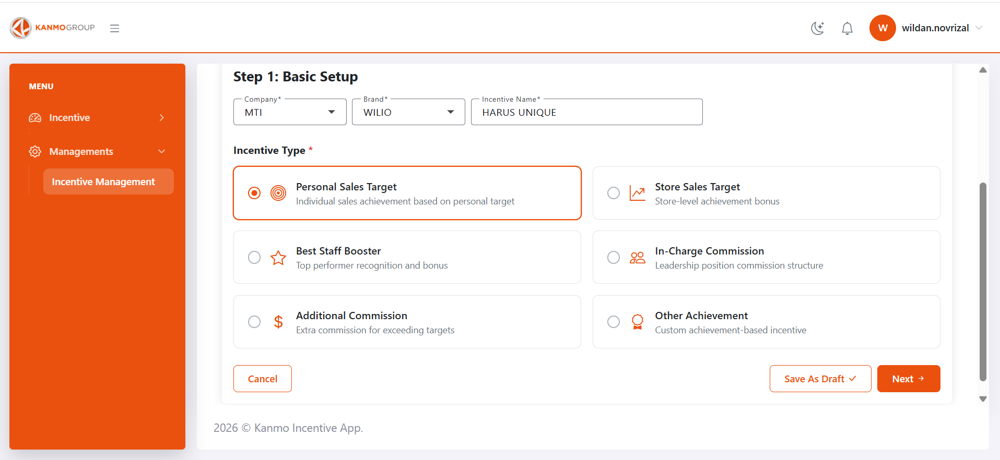 KANMOGROUP
W
wildan.novrizal
MENU
Incentive
Managements
Incentive Management
Step 1: Basic Setup
Company*
MTI
Brand*
WILIO
Incentive Name*
HARUS UNIQUE
Incentive Type *
Personal Sales Target
Individual sales achievement based on personal target
Store Sales Target
Store-level achievement bonus
Best Staff Booster
Top performer recognition and bonus
In-Charge Commission
Leadership position commission structure
$
Additional Commission
Extra commission for exceeding targets
Other Achievement
Custom achievement-based incentive
Cancel
Save As Draft ✓
Next →
2026 © Kanmo Incentive App.